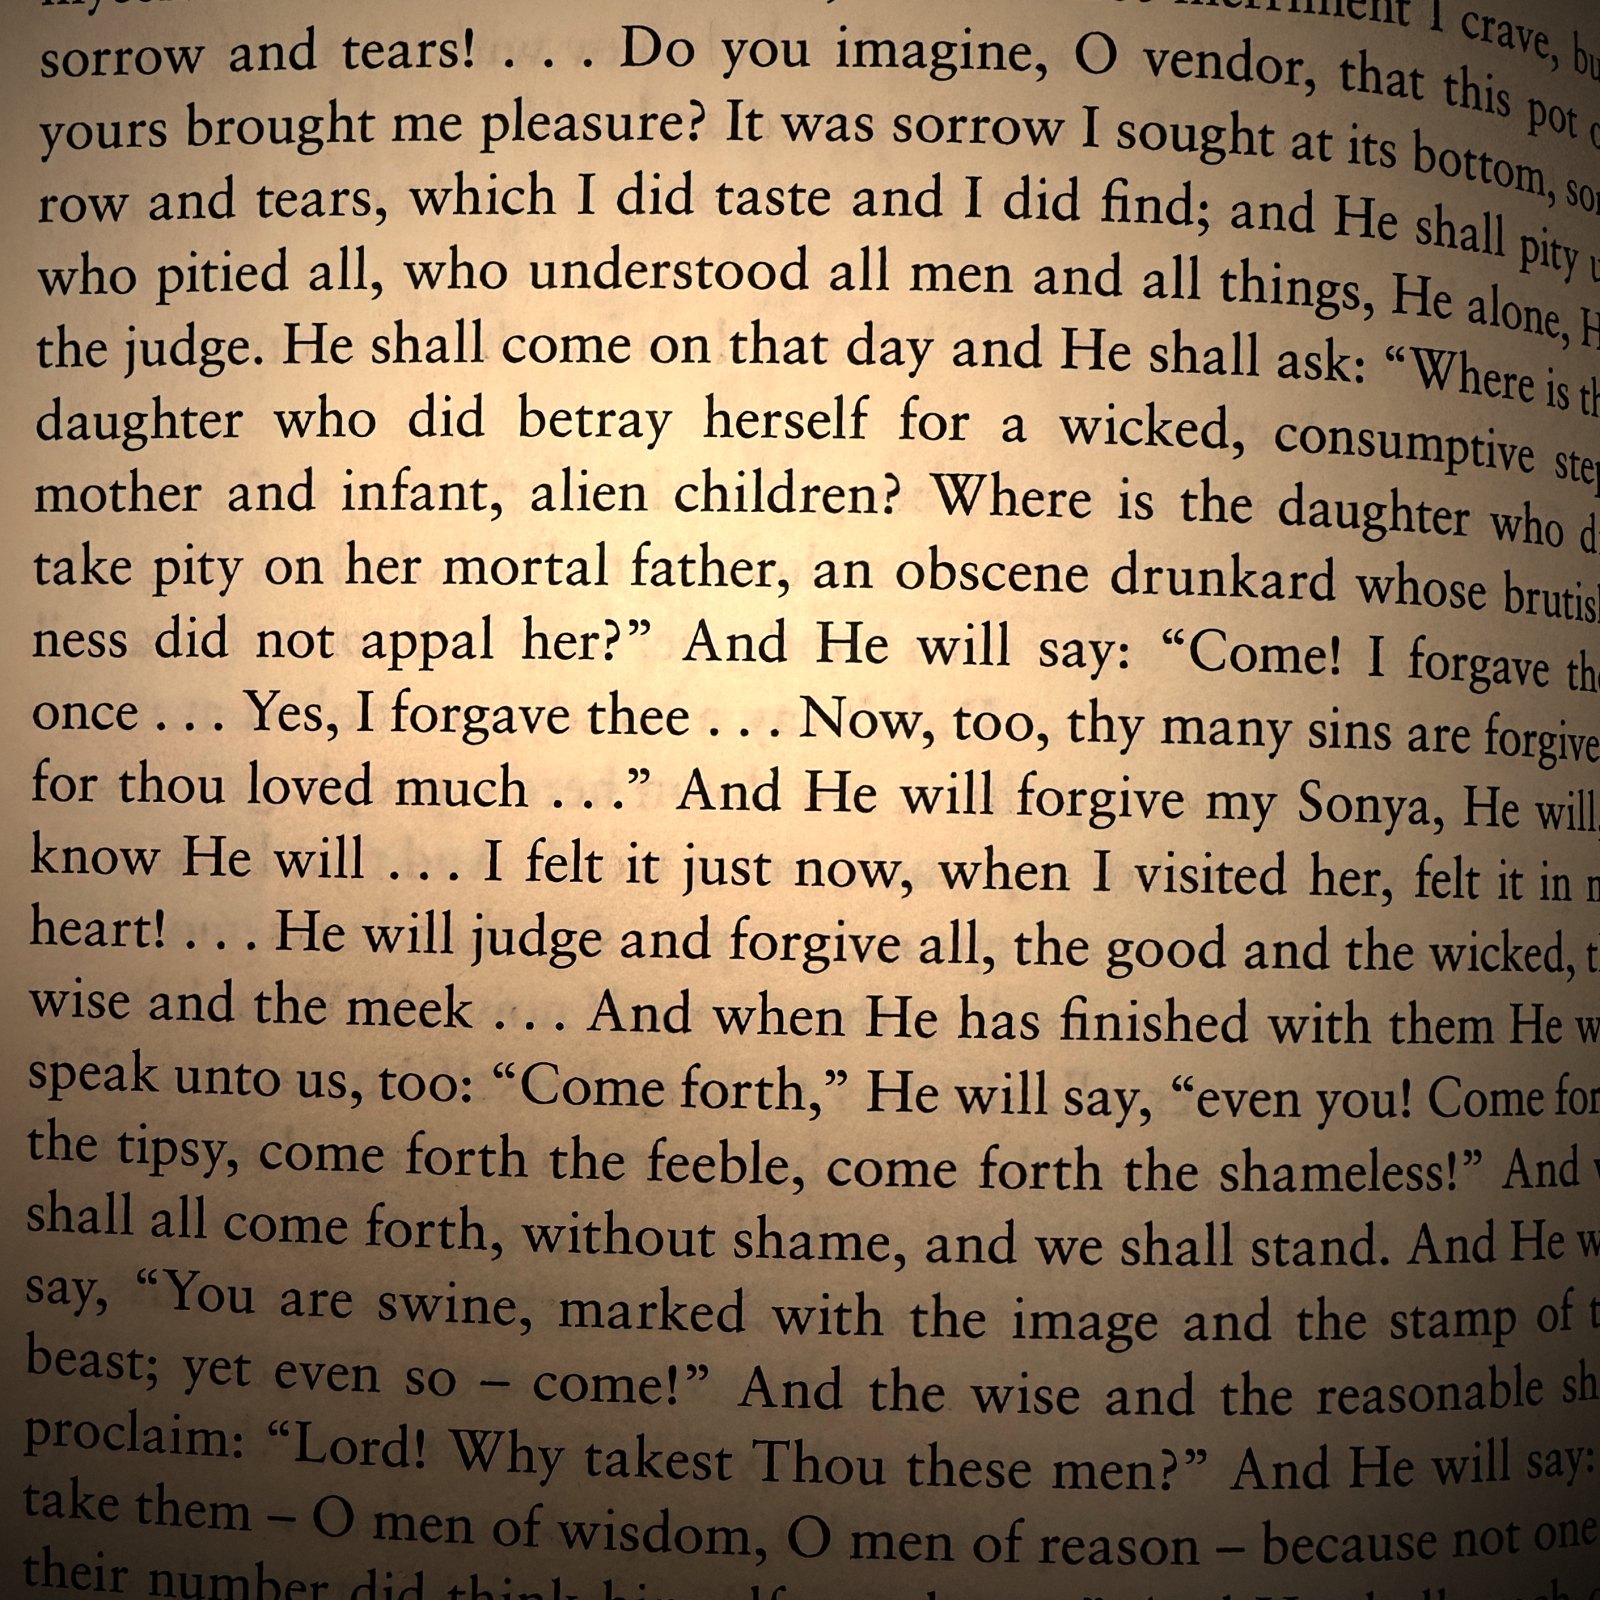 I crave,
sorrow and tears! . . . Do you imagine, O vendor, that this pot
yours brought me pleasure? It was sorrow I sought at its bottom,
row and tears, which I did taste and I did find; and He shall pity
who pitied all, who understood all men and all things, He alone,
the judge. He shall come on that day and He shall ask: “Where is
daughter who did betray herself for a wicked, consumptive
mother and infant, alien children? Where is the daughter who
take pity on her mortal father, an obscene drunkard whose
ness did not appal her?” And He will say: “Come! I forgave
once . . . Yes, I forgave thee . . . Now, too, thy many sins are
for thou loved much . . .” And He will forgive my Sonya, He will
know He will . . . I felt it just now, when I visited her, felt it in
heart! . . . He will judge and forgive all, the good and the wicked,
wise and the meek . . . And when He has finished with them He
speak unto us, too: “Come forth,” He will say, “even you! Come
the tipsy, come forth the feeble, come forth the shameless!” And
shall all come forth, without shame, and we shall stand. And He
say, “You are swine, marked with the image and the stamp of
beast; yet even so – come!” And the wise and the reasonable
proclaim: “Lord! Why takest Thou these men?” And He will say:
take them – O men of wisdom, O men of reason – because not one
their number did think